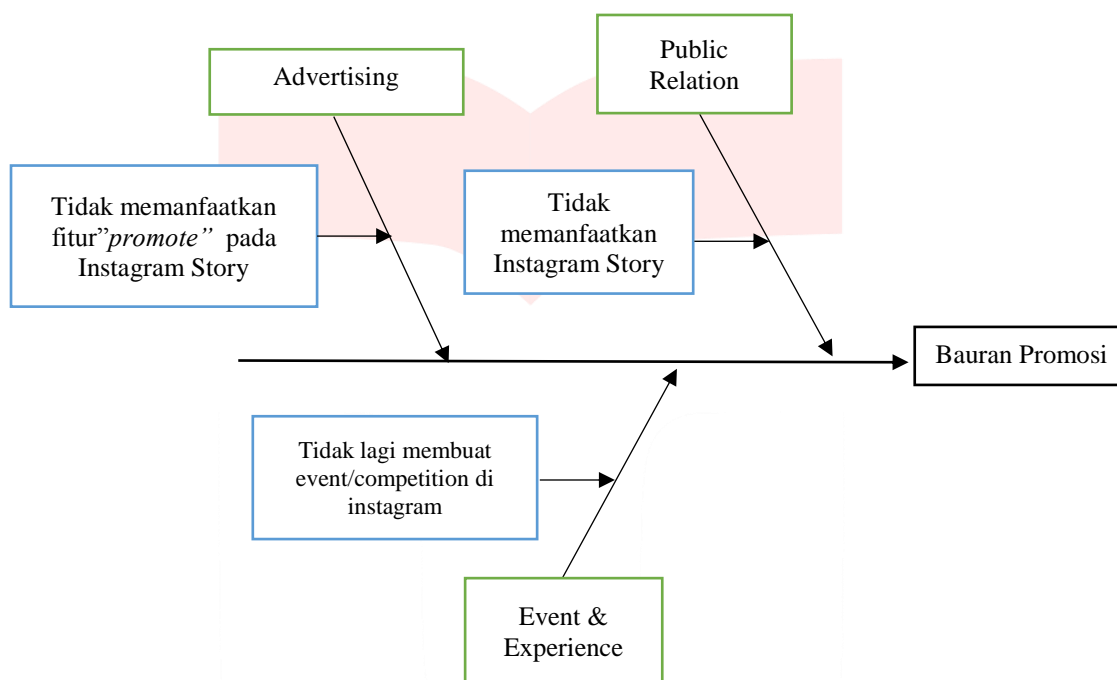 Advertising
Public
Relation
Tidak memanfaatkan
fitur”promote” pada
Instagram Story
Tidak
memanfaatkan
Instagram Story
Bauran Promosi
Tidak lagi membuat
event/competition di
instagram
Event &
Experience